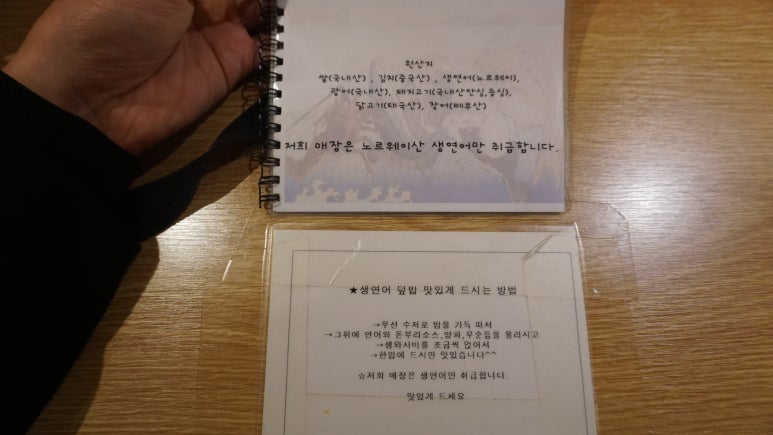 원산지
쌀(국내산) , 김치(중국산) , 생연어(노르웨이),
광어(국내산), 돼지고기(국내산안심,등심),
닭고기(태국산), 장어(페루산)
저희 매장은 노르웨이산 생연어만 취급합니다.
★생연어 덮밥 맛있게 드시는 방법
→우선 수저로 밥을 가득 떠서
→그위에 연어와 돈부리소스,양파,무순등을 올리시고
→생와사비를 조금씩 얹어서
→한입에 드시면 맛있습니다^^
☆저희 매장은 생연어만 취급합니다.
맛있게 드세요